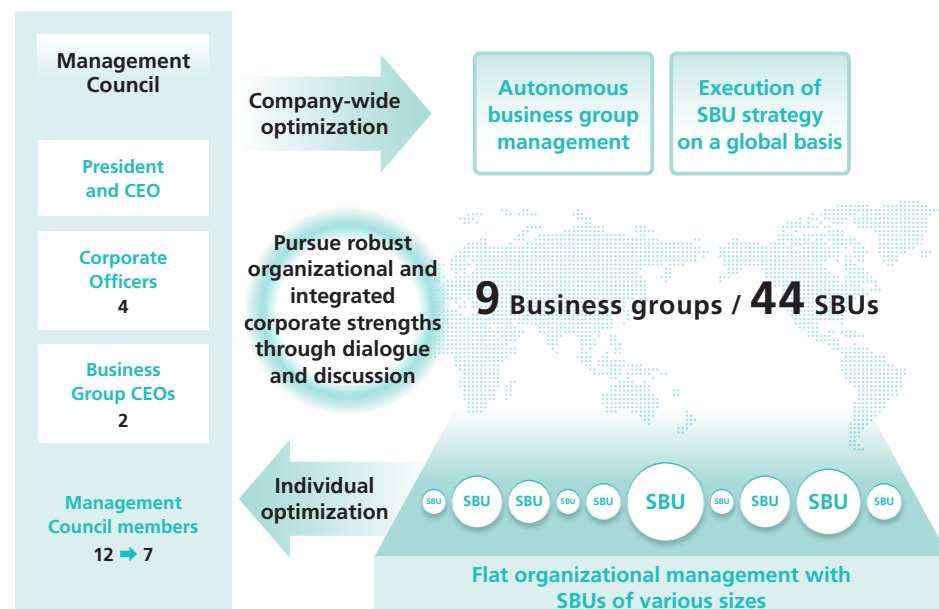 Management
Council
President
and CEO
Corporate
Officers
4
Business
Group CEOs
2
Management
Council members
12 ➡ 7
Company-wide
optimization
Pursue robust
organizational and
integrated
corporate strengths
through dialogue
and discussion
Individual
optimization
Autonomous
business group
management
Execution of
SBU strategy
on a global basis
9 Business groups / 44 SBUs
SBU SBU SBU SBU SBU SBU SBU SBU SBU SBU
Flat organizational management with
SBUs of various sizes